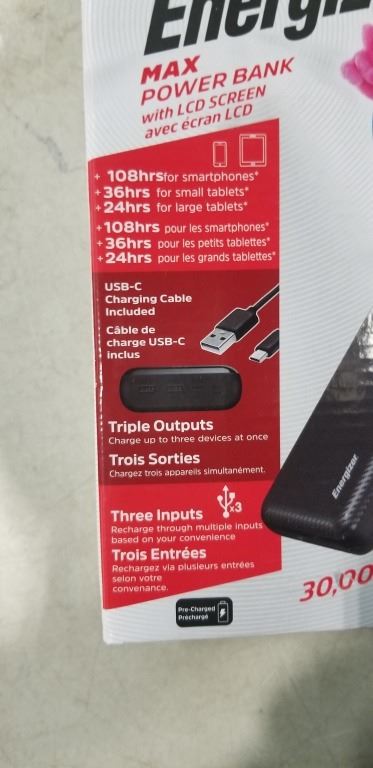 Energiz
MAX
POWER BANK
with LCD SCREEN
avec écran LCD
+ 108hrs for smartphones*
+ 36hrs for small tablets*
+ 24hrs for large tablets*
+ 108hrs pour les smartphones*
+ 36hrs pour les petits tablettes*
+ 24hrs pour les grands tablettes*
USB-C
Charging Cable
Included
Câble de
charge USB-C
inclus
Triple Outputs
Charge up to three devices at once
Trois Sorties
Chargez trois appareils simultanément.
Three Inputs
x3
Recharge through multiple inputs
based on your convenience
Trois Entrées
Rechargez via plusieurs entrées
selon votre
convenance.
Energizer
30,00
Pre-Charged
Préchargé